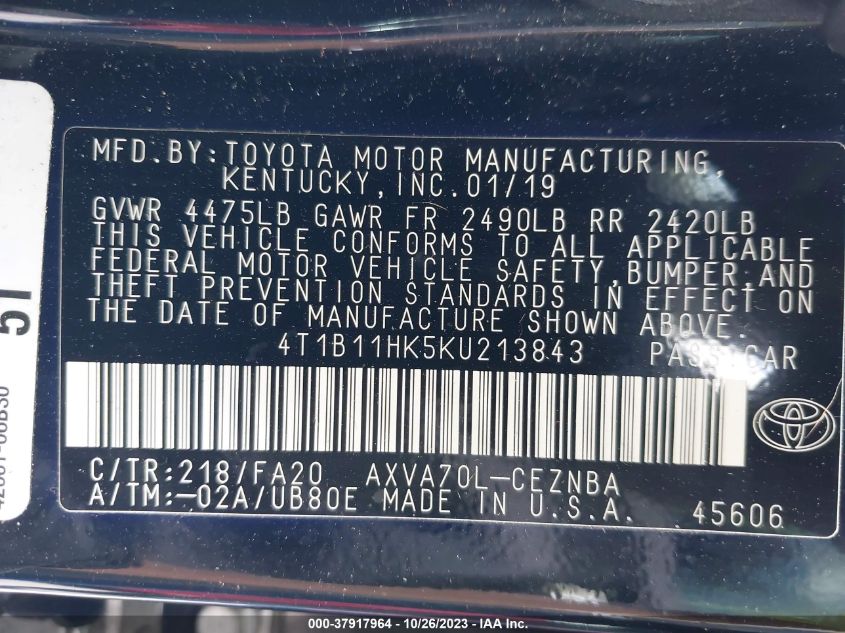 MFD.BY:TOYOTA MOTOR MANUFACTURING,
KENTUCKY,INC.01/19
GVWR 4475LB GAWR FR 2490LB RR 2420LB
THIS VEHICLE CONFORMS TO ALL APPLICABLE
FEDERAL MOTOR VEHICLE SAFETY,BUMPER,AND
THEFT PREVENTION STANDARDS IN EFFECT ON
THE DATE OF MANUFACTURE SHOWN ABOVE.
4T1B11HK5KU213843 PASS.CAR
C/TR:218/FA20 AXVA70L-CEZNBA
A/TM:-02A/UB80E MADE IN U.S.A. 45606
000-37917964 / 10/26/2023 - IAA Inc.